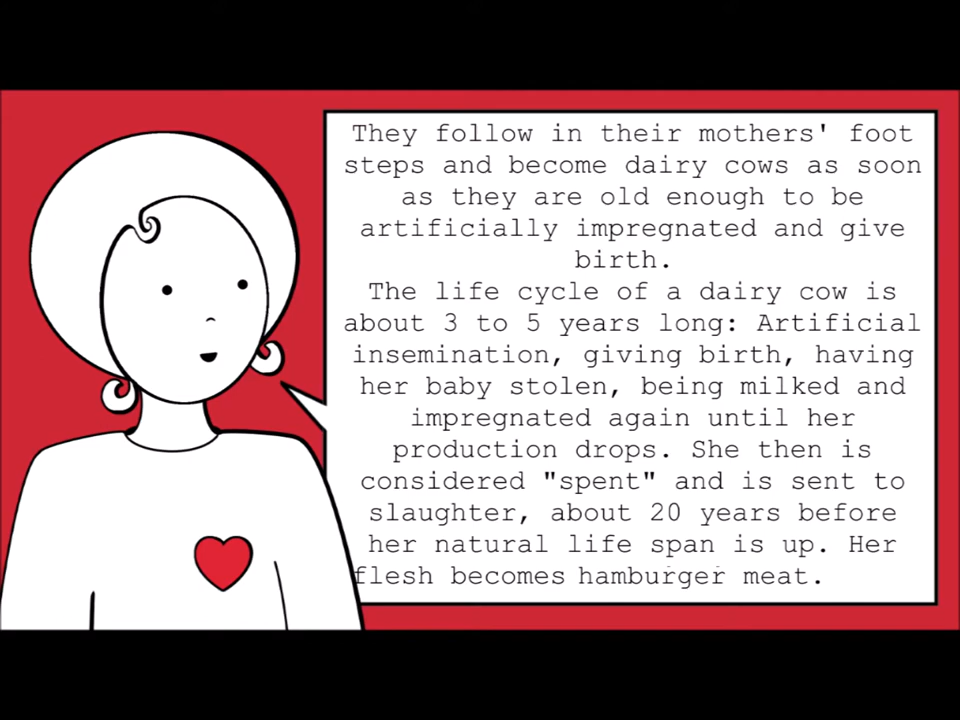 They follow in their mothers' foot
steps and become dairy cows as soon
as they are old enough to be
artificially impregnated and give
birth.
The life cycle of a dairy cow is
about 3 to 5 years long: Artificial
insemination, giving birth, having
her baby stolen, being milked and
impregnated again until her
production drops. She then is
considered "spent" and is sent to
slaughter, about 20 years before
her natural life span is up. Her
flesh becomes hamburger meat.